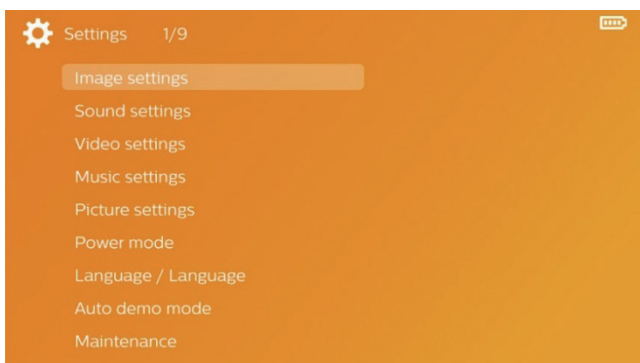 Settings 1/9
Image settings
Sound settings
Video settings
Music settings
Picture settings
Power mode
Language / Language
Auto demo mode
Maintenance